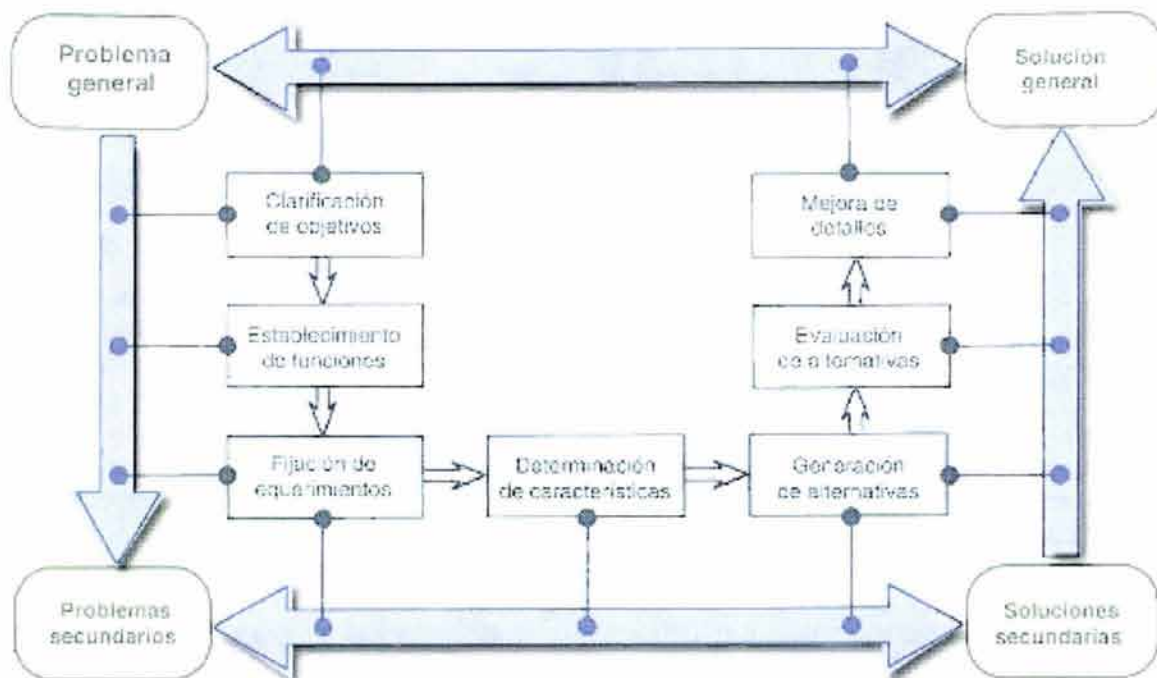 Problema
general
Solución
general
Clarificación
de objetivos
Mejora de
detalles
Establecimiento
de funciones
Evaluación
de alternativas
Fijación de
equerimientos
Determinación
de características
Generación
de alternativas
Problemas
secundarios
Soluciones
secundarias